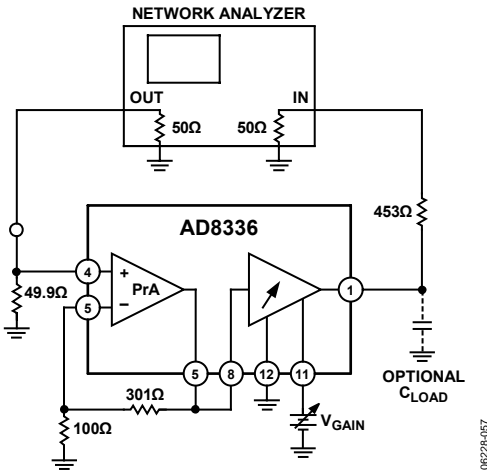 NETWORK ANALYZER
OUT
IN
50Ω
50Ω
453Ω
AD8336
4
+
PrA
1
49.9Ω
5
–
5
8
12
11
OPTIONAL
CLOAD
301Ω
100Ω
VGAIN
06228-057